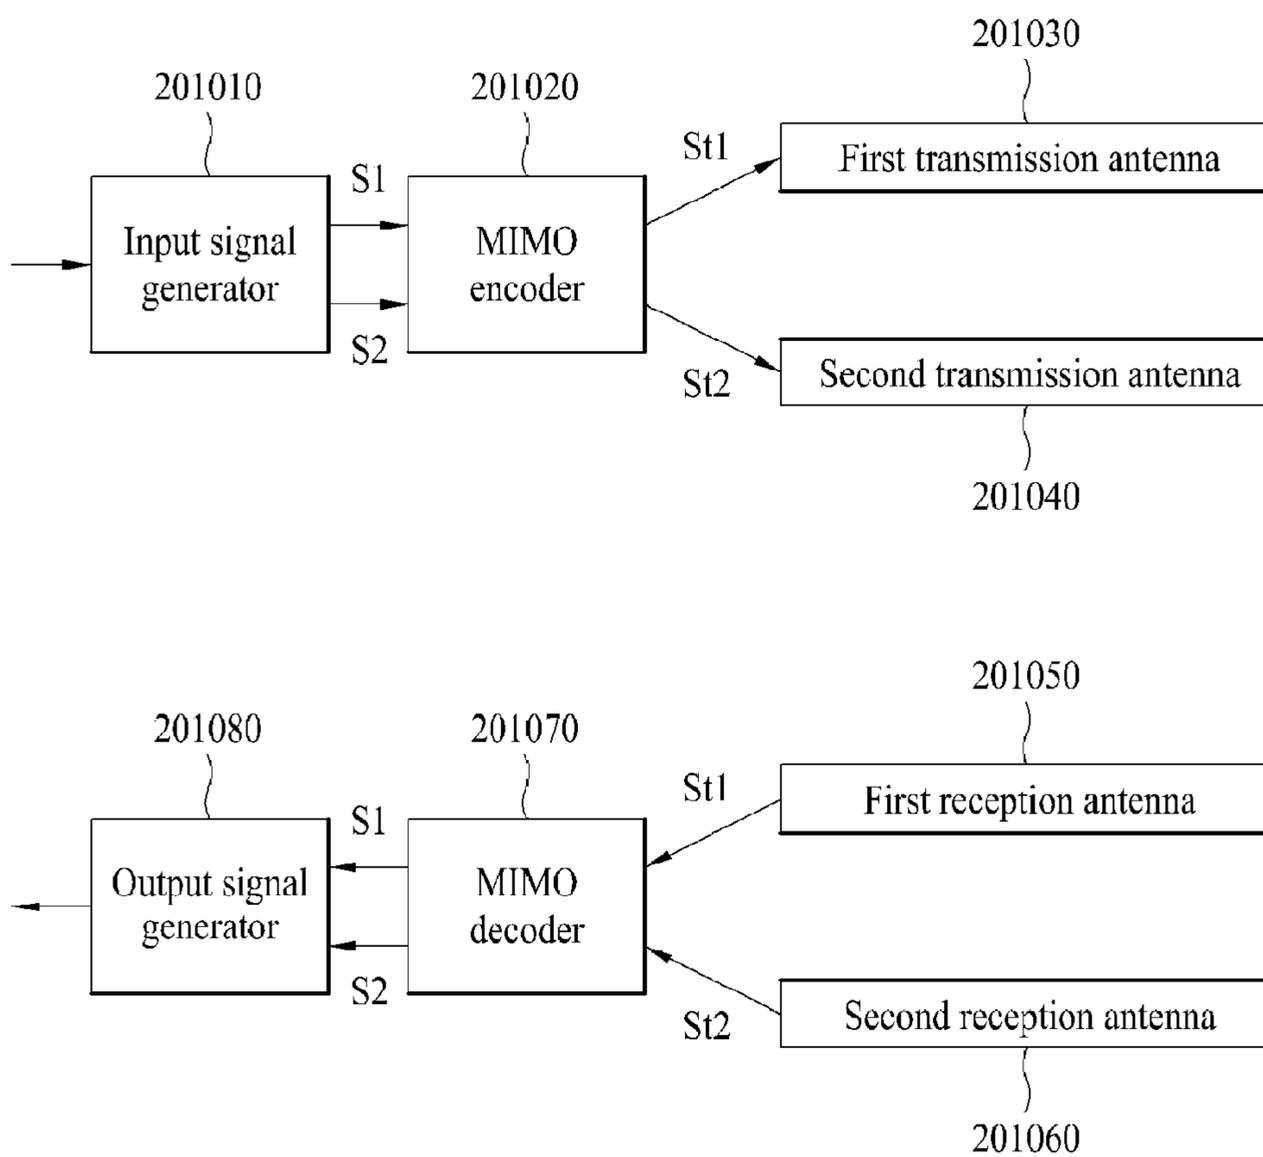 201030
201010
201020
St1
First transmission antenna
S1
Input signal
generator
MIMO
encoder
S2
St2
Second transmission antenna
201040
201050
201080
201070
St1
First reception antenna
S1
Output signal
generator
MIMO
decoder
S2
St2
Second reception antenna
201060